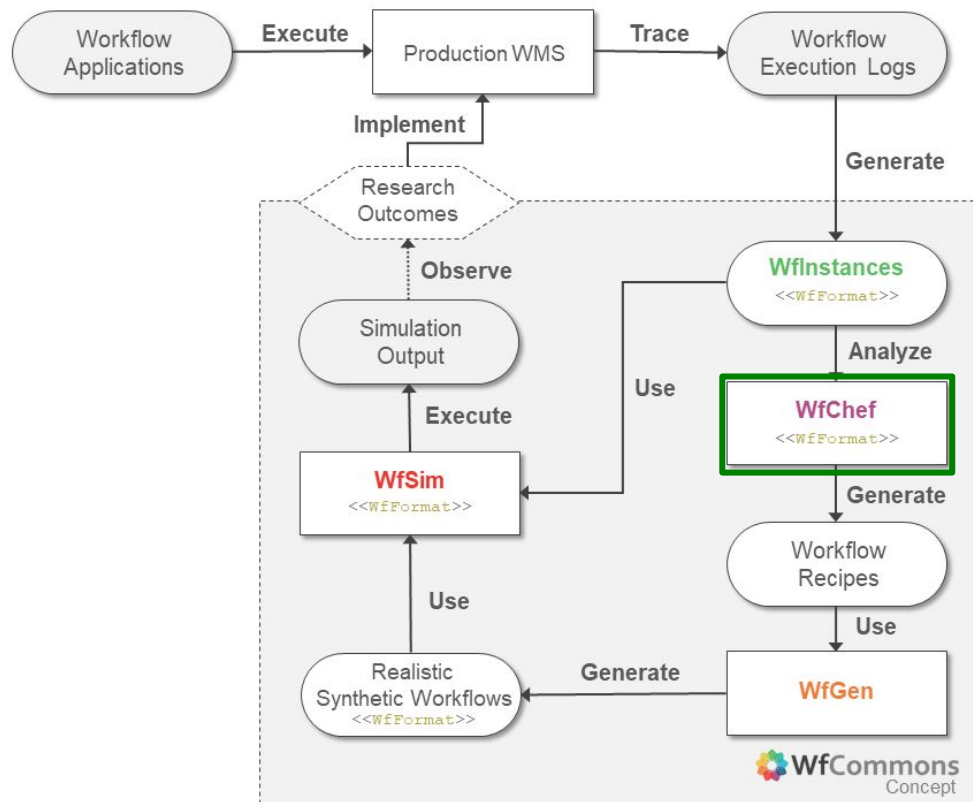 Workflow
Applications
Execute
Production WMS
Trace
Workflow
Execution Logs
Implement
Generate
Research
Outcomes
Observe
WfInstances
<<WfFormat>>
Simulation
Output
Analyze
Use
WfChef
<<WfFormat>>
Execute
WfSim
<<WfFormat>>
Generate
Workflow
Recipes
Use
Use
Realistic
Synthetic Workflows
<<WfFormat>>
Generate
WfGen
WfCommons
Concept